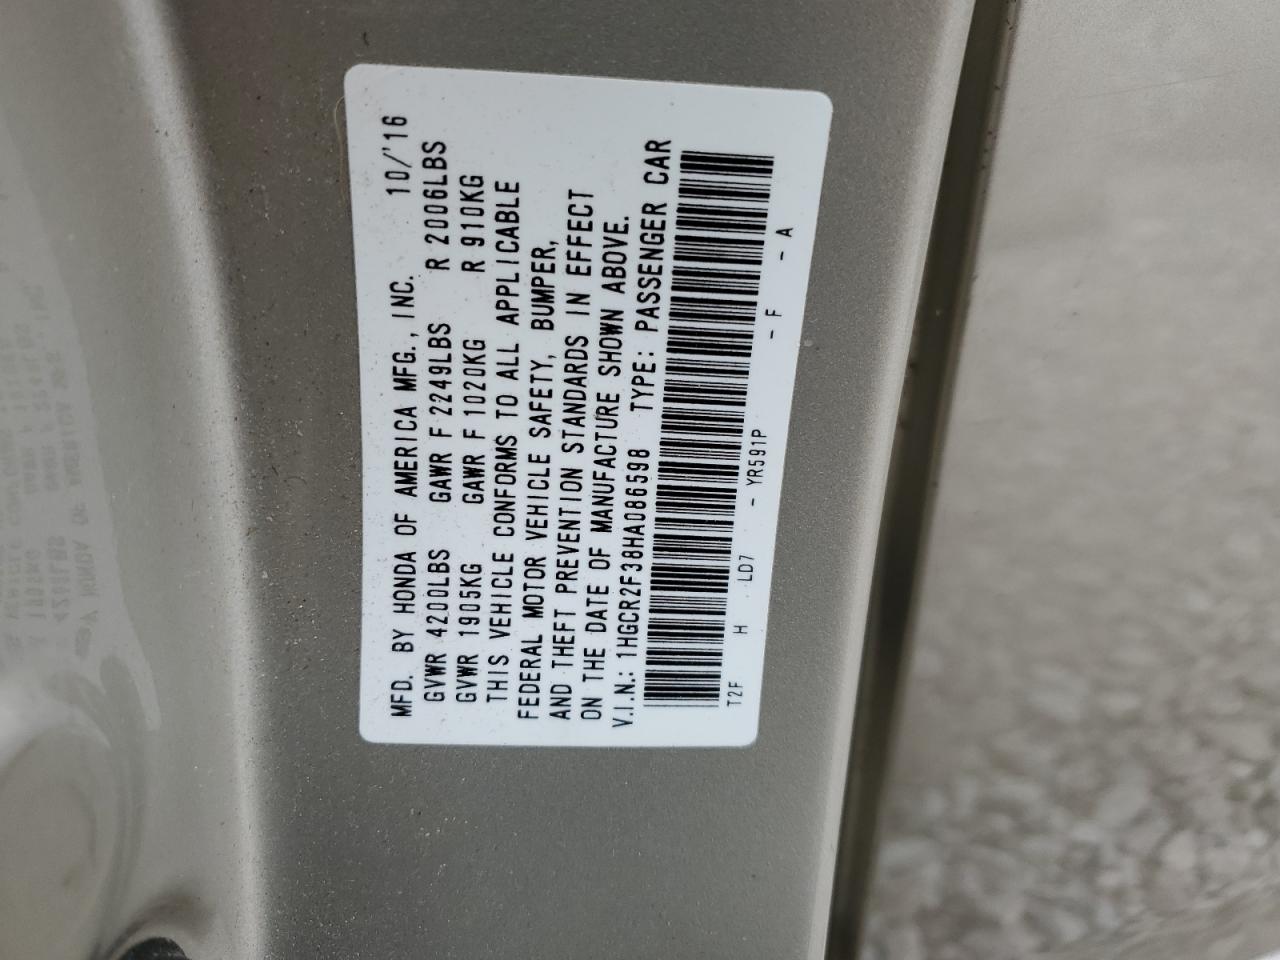 MFD. BY HONDA OF AMERICA MFG., INC. 10/'16
GVWR 4200LBS GAWR F 2249LBS R 2006LBS
GVWR 1905KG GAWR F 1020KG R 910KG
THIS VEHICLE CONFORMS TO ALL APPLICABLE
FEDERAL MOTOR VEHICLE SAFETY, BUMPER,
AND THEFT PREVENTION STANDARDS IN EFFECT
ON THE DATE OF MANUFACTURE SHOWN ABOVE.
V.I.N.: 1HGCR2F38HA086598 TYPE: PASSENGER CAR
T2F H LD7 - YR591P - F - A